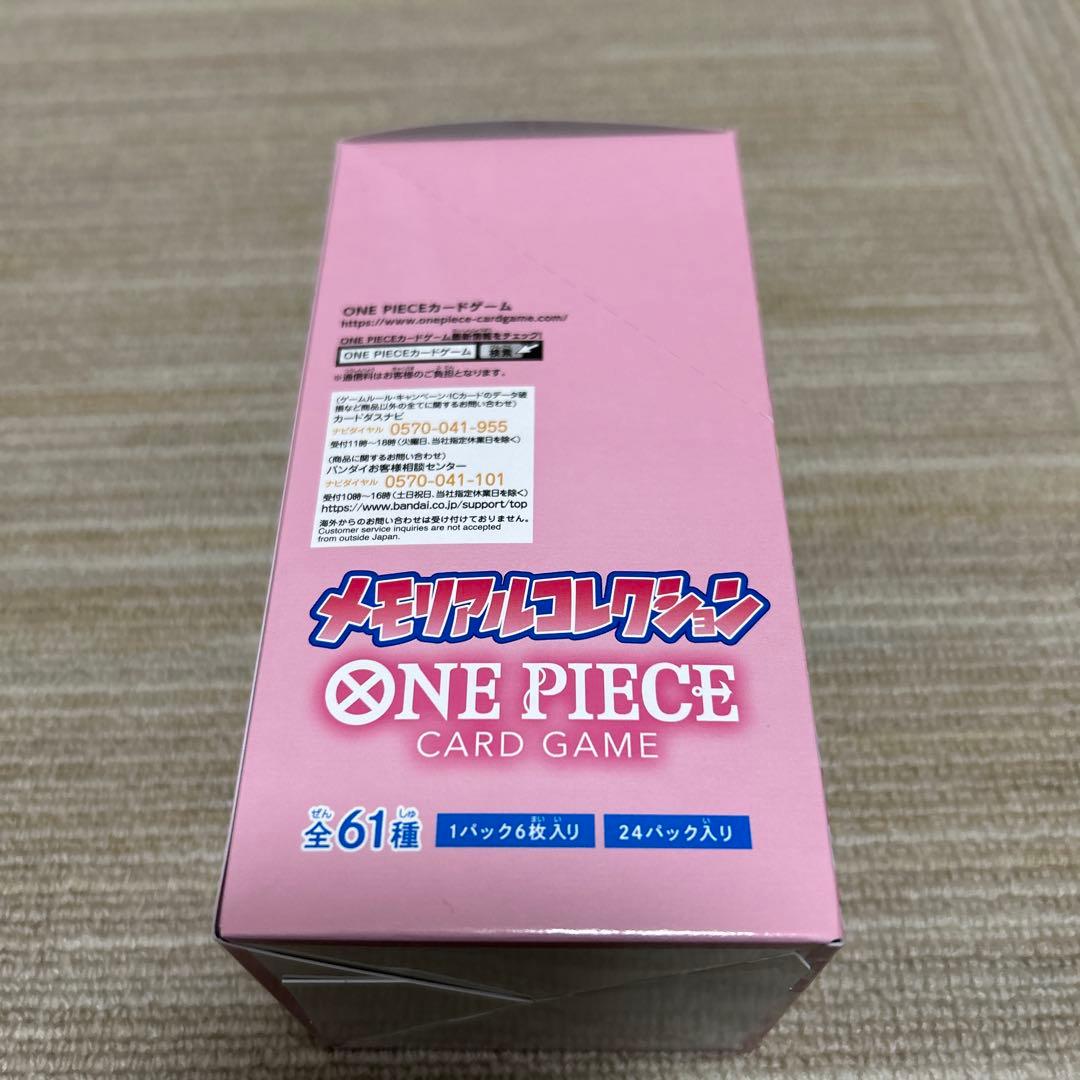 ONE PIECEカードゲーム
https://www.onepiece-cardgame.com/
ONE PIECEカードゲーム最新情報をチェック!
ONE PIECEカードゲーム 検索
※通信料はお客様のご負担となります。
(ゲームルール・キャンペーン・ICカードのデータ破
損など商品以外の全てに関するお問い合わせ)
カードダスナビ
ナビダイヤル 0570-041-955
受付11時~18時(火曜日、当社指定休業日を除く)
(商品に関するお問い合わせ)
バンダイお客様相談センター
ナビダイヤル 0570-041-101
受付10時~16時(土日祝日、当社指定休業日を除く)
https://www.bandai.co.jp/support/top
海外からのお問い合わせは受け付けておりません。
Customer service inquiries are not accepted
from outside Japan.
メモリアルコレクション
ONE PIECE
CARD GAME
全61種 1パック6枚入り 24パック入り